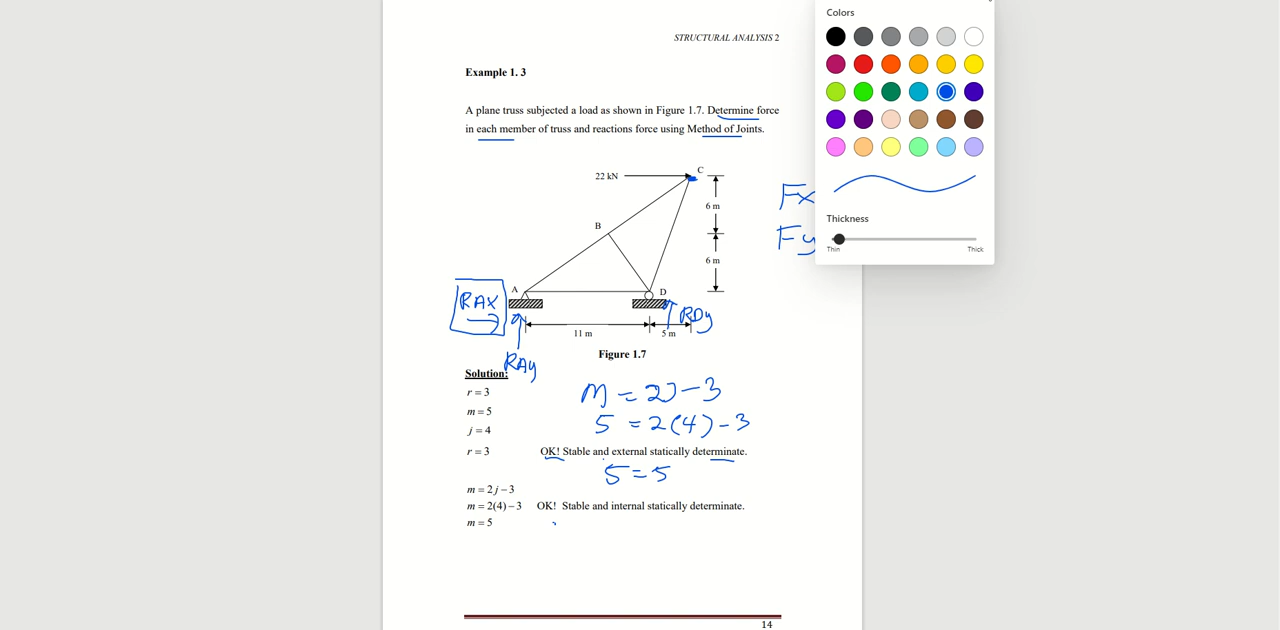 STRUCTURAL ANALYSIS 2
Example 1. 3
A plane truss subjected a load as shown in Figure 1.7. Determine force
in each member of truss and reactions force using Method of Joints.
22 kN
C
6 m
B
6 m
A
D
11 m
5 m
RAX
RAy
RDy
Fx
Fy
Figure 1.7
Solution:
r = 3
m = 5
j = 4
r = 3 OK! Stable and external statically determinate.
M = 2J - 3
5 = 2(4) - 3
5 = 5
m = 2j - 3
m = 2(4) - 3 OK! Stable and internal statically determinate.
m = 5
14
Colors
Thickness
Thin
Thick